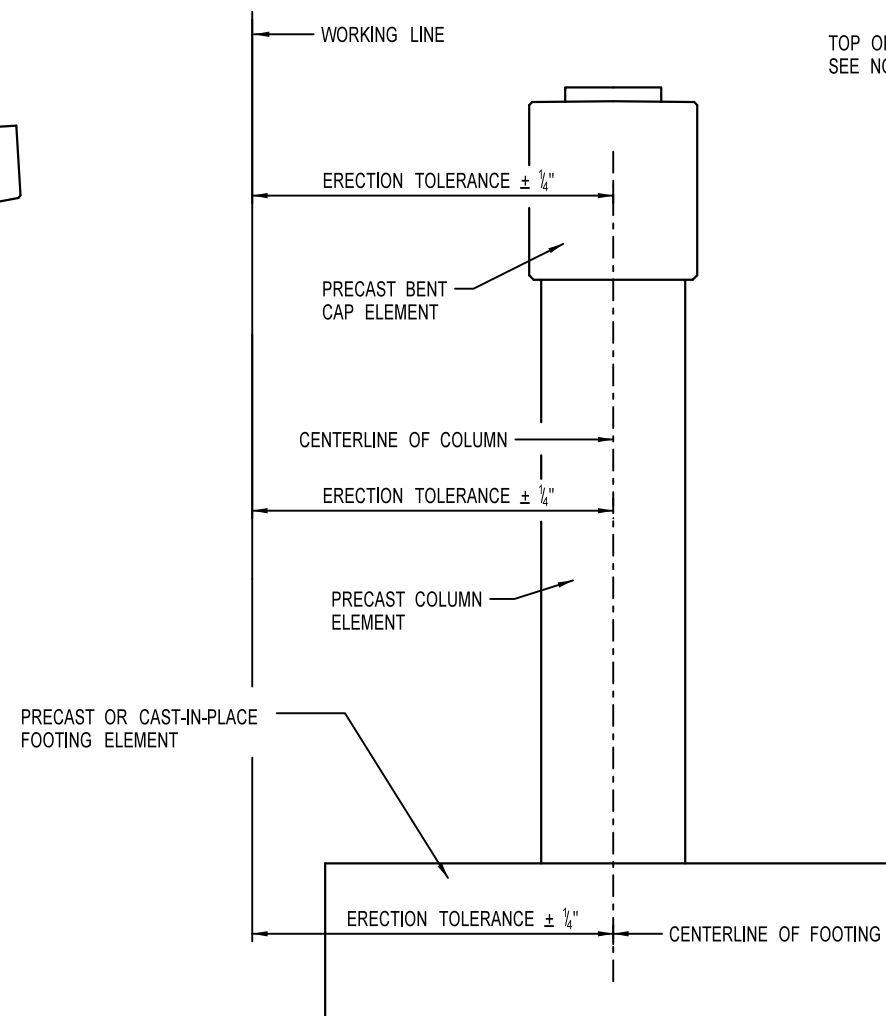 WORKING LINE
TOP
SEE
ERECTION TOLERANCE ± ¼"
PRECAST BENT
CAP ELEMENT
CENTERLINE OF COLUMN
ERECTION TOLERANCE ± ¼"
PRECAST COLUMN
ELEMENT
PRECAST OR CAST-IN-PLACE
FOOTING ELEMENT
ERECTION TOLERANCE ± ¼"
CENTERLINE OF FOOTING